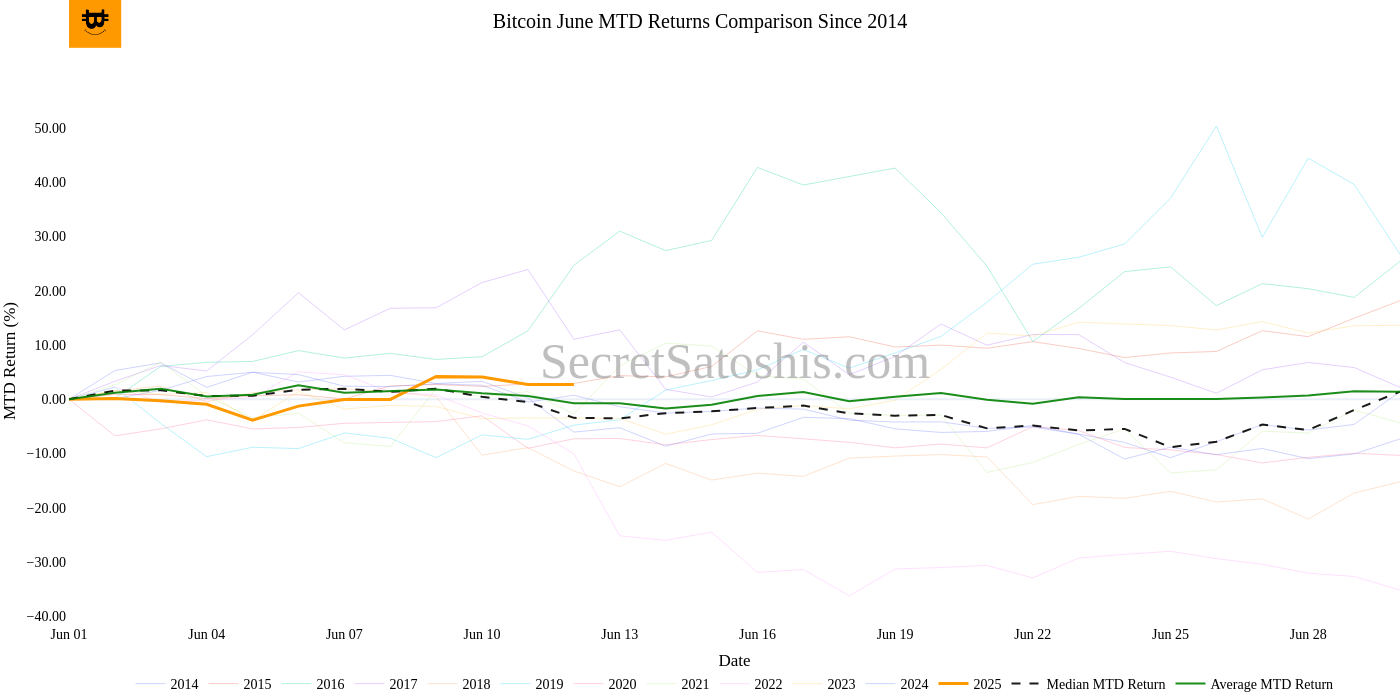 Bitcoin June MTD Returns Comparison Since 2014
50.00
40.00
30.00
20.00
10.00
0.00
−10.00
−20.00
−30.00
−40.00
MTD Return (%)
SecretSatoshis.com
Jun 01 Jun 04 Jun 07 Jun 10 Jun 13 Jun 16 Jun 19 Jun 22 Jun 25 Jun 28
Date
2014 2015 2016 2017 2018 2019 2020 2021 2022 2023 2024 2025 Median MTD Return Average MTD Return